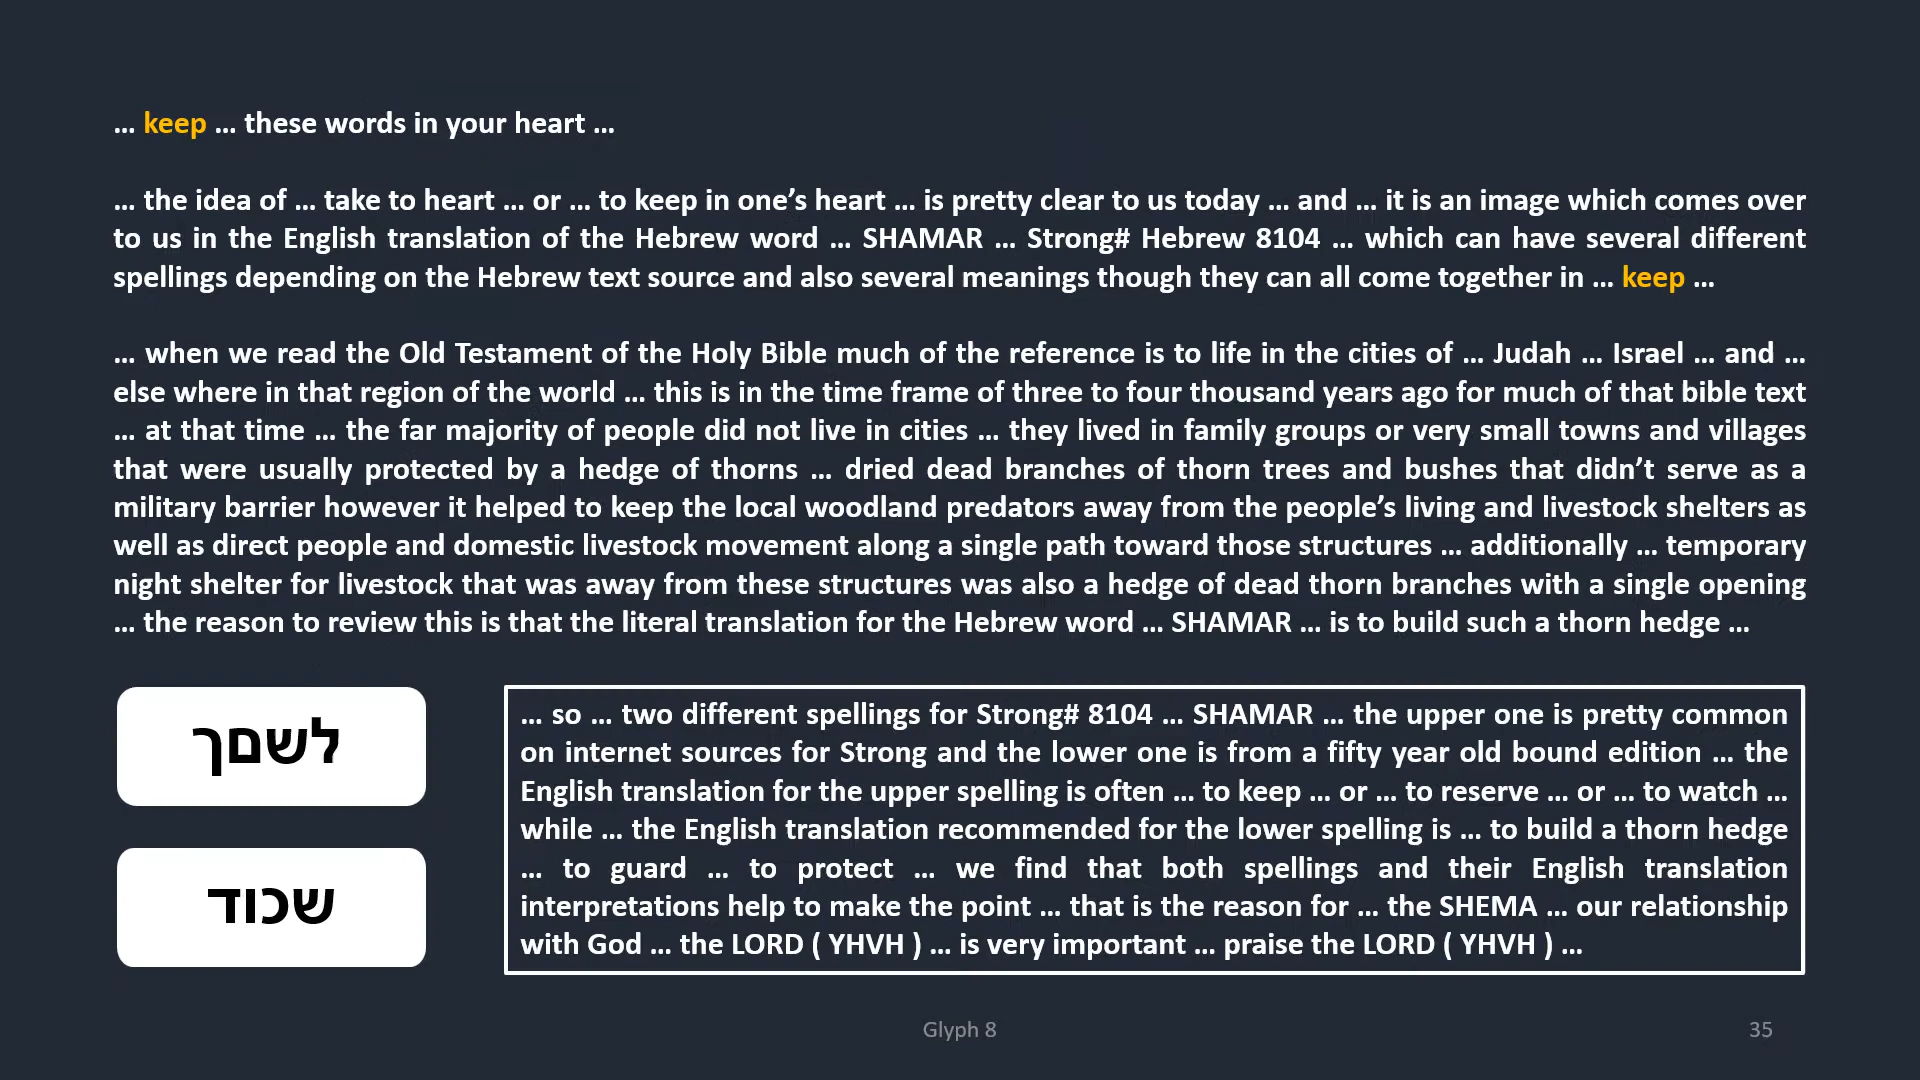 ... keep ... these words in your heart ...
... the idea of ... take to heart ... or ... to keep in one’s heart ... is pretty clear to us today ... and ... it is an image which comes over
to us in the English translation of the Hebrew word ... SHAMAR ... Strong# Hebrew 8104 ... which can have several different
spellings depending on the Hebrew text source and also several meanings though they can all come together in ... keep ...
... when we read the Old Testament of the Holy Bible much of the reference is to life in the cities of ... Judah ... Israel ... and ...
else where in that region of the world ... this is in the time frame of three to four thousand years ago for much of that bible text
... at that time ... the far majority of people did not live in cities ... they lived in family groups or very small towns and villages
that were usually protected by a hedge of thorns ... dried dead branches of thorn trees and bushes that didn’t serve as a
military barrier however it helped to keep the local woodland predators away from the people’s living and livestock shelters as
well as direct people and domestic livestock movement along a single path toward those structures ... additionally ... temporary
night shelter for livestock that was away from these structures was also a hedge of dead thorn branches with a single opening
... the reason to review this is that the literal translation for the Hebrew word ... SHAMAR ... is to build such a thorn hedge ...
לשםך
שכוד
... so ... two different spellings for Strong# 8104 ... SHAMAR ... the upper one is pretty common
on internet sources for Strong and the lower one is from a fifty year old bound edition ... the
English translation for the upper spelling is often ... to keep ... or ... to reserve ... or ... to watch ...
while ... the English translation recommended for the lower spelling is ... to build a thorn hedge
... to guard ... to protect ... we find that both spellings and their English translation
interpretations help to make the point ... that is the reason for ... the SHEMA ... our relationship
with God ... the LORD ( YHVH ) ... is very important ... praise the LORD ( YHVH ) ...
Glyph 8
35